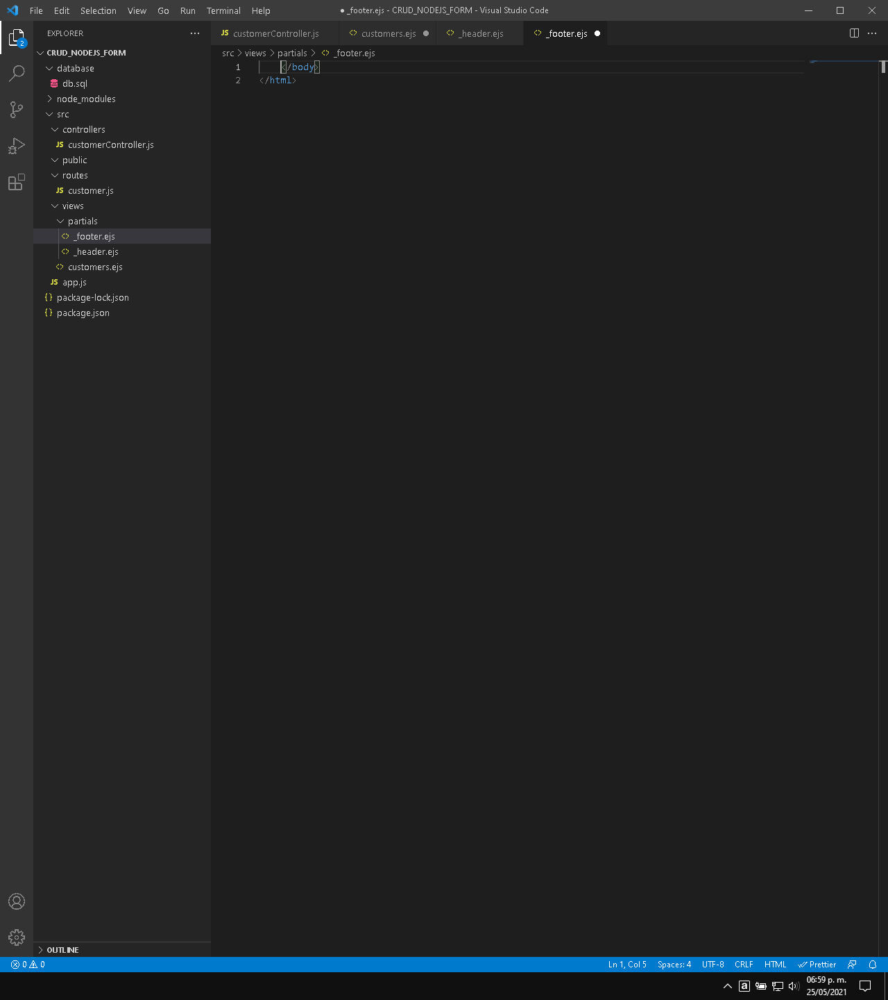 File Edit Selection View Go Run Terminal Help
● _footer.ejs - CRUD_NODEJS_FORM - Visual Studio Code
EXPLORER
2
CRUD_NODEJS_FORM
database
db.sql
node_modules
src
controllers
JS customerController.js
public
routes
JS customer.js
views
partials
<> _footer.ejs
<> _header.ejs
<> customers.ejs
JS app.js
{} package-lock.json
{} package.json
OUTLINE
JS customerController.js
<> customers.ejs ●
<> _header.ejs
<> _footer.ejs ●
src > views > partials > <> _footer.ejs
1 </body>
2 </html>
0 0
Ln 1, Col 5 Spaces: 4 UTF-8 CRLF HTML Prettier
a
06:59 p. m.
25/05/2021